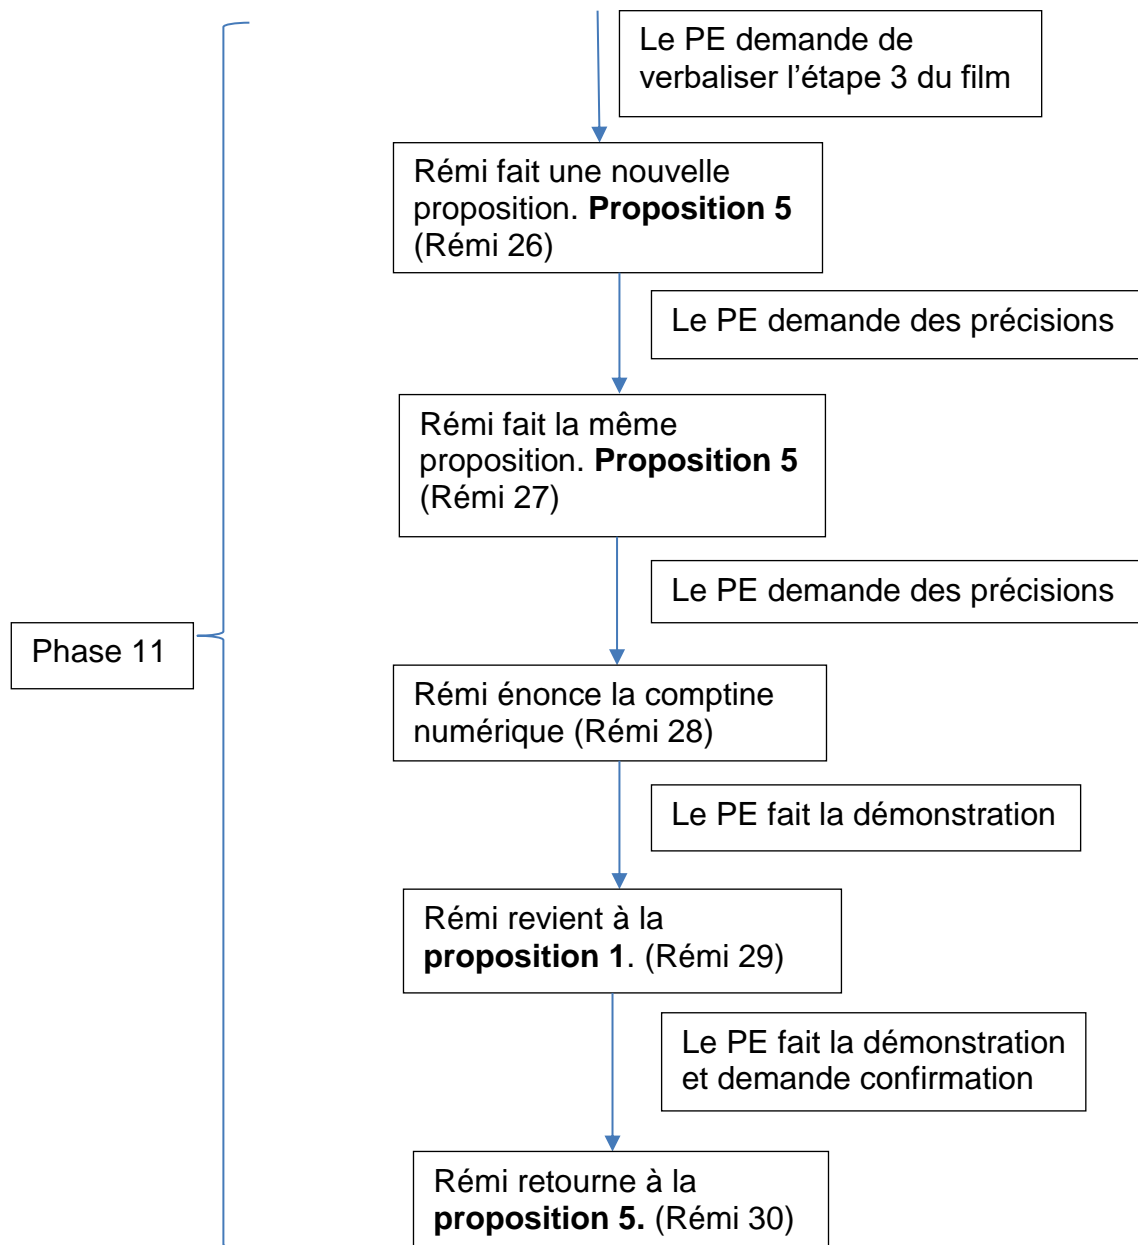 Le PE demande de
verbaliser l’étape 3 du film
Rémi fait une nouvelle
proposition. Proposition 5
(Rémi 26)
Le PE demande des précisions
Rémi fait la même
proposition. Proposition 5
(Rémi 27)
Le PE demande des précisions
Phase 11
Rémi énonce la comptine
numérique (Rémi 28)
Le PE fait la démonstration
Rémi revient à la
proposition 1. (Rémi 29)
Le PE fait la démonstration
et demande confirmation
Rémi retourne à la
proposition 5. (Rémi 30)